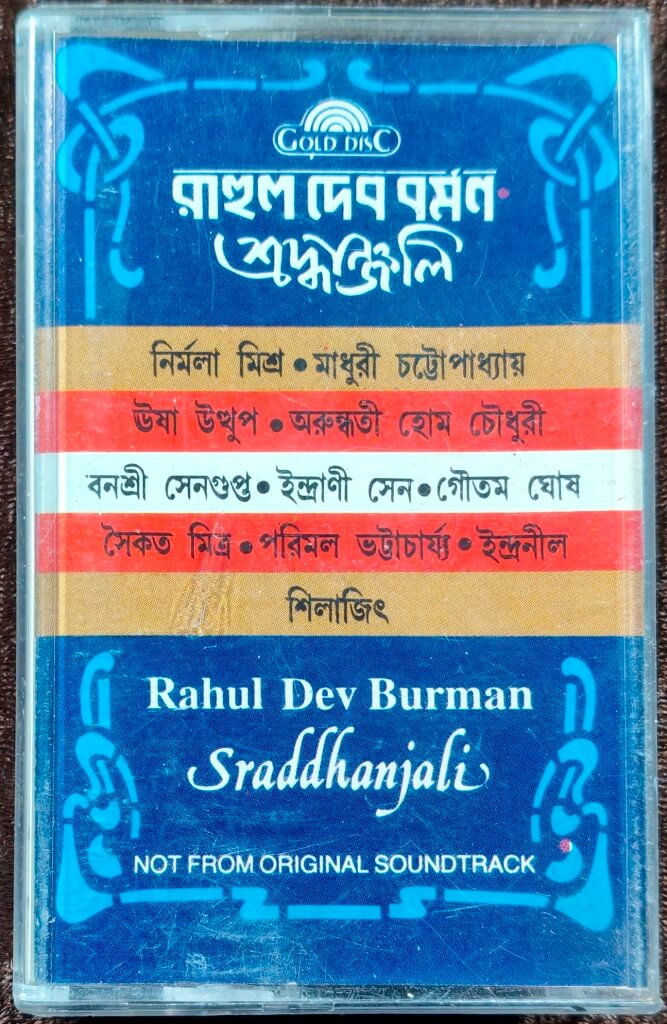 GOLD DISC
রাহুল দেব বর্মন
শ্রদ্ধাঞ্জলি
নির্মলা মিশ্র • মাধুরী চট্টোপাধ্যায়
ঊষা উত্থুপ • অরুন্ধতী হোম চৌধুরী
বনশ্রী সেনগুপ্ত • ইন্দ্রাণী সেন • গৌতম ঘোষ
সৈকত মিত্র • পরিমল ভট্টাচার্য্য • ইন্দ্রনীল
শিলাজিৎ
Rahul Dev Burman
Sraddhanjali
NOT FROM ORIGINAL SOUNDTRACK